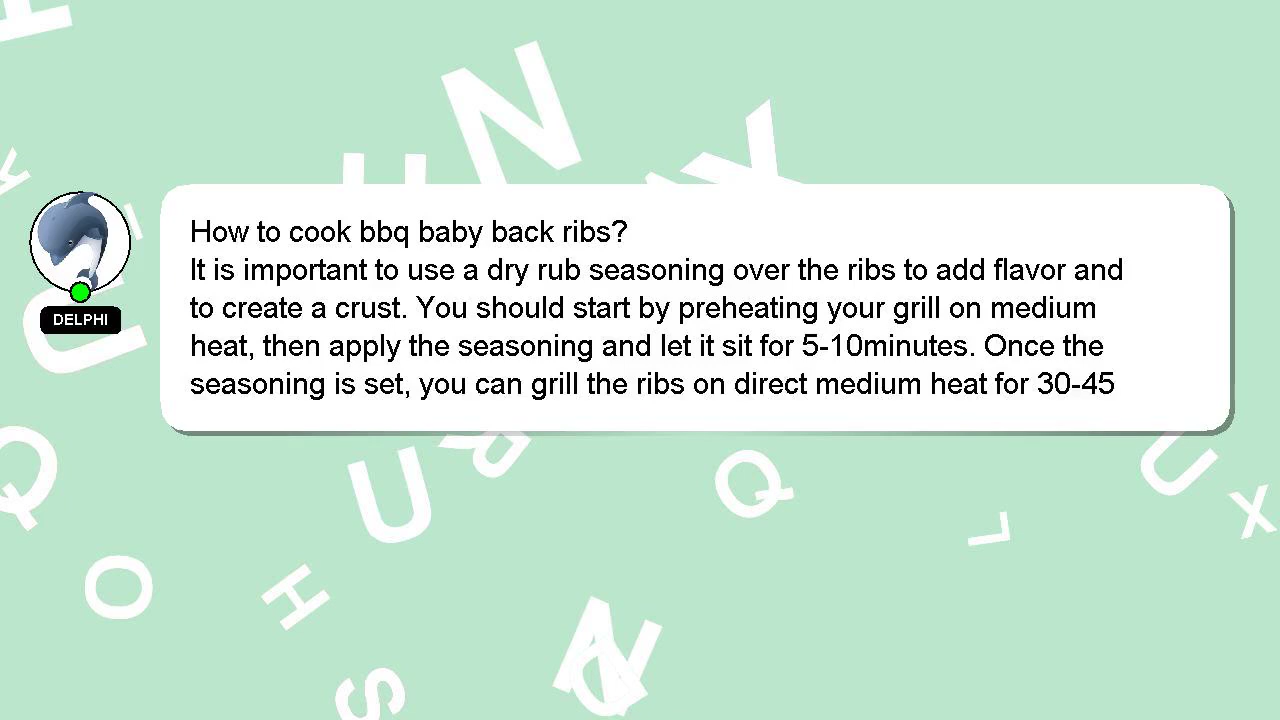 How to cook bbq baby back ribs?
It is important to use a dry rub seasoning over the ribs to add flavor and
to create a crust. You should start by preheating your grill on medium
heat, then apply the seasoning and let it sit for 5-10minutes. Once the
seasoning is set, you can grill the ribs on direct medium heat for 30-45
DELPHI